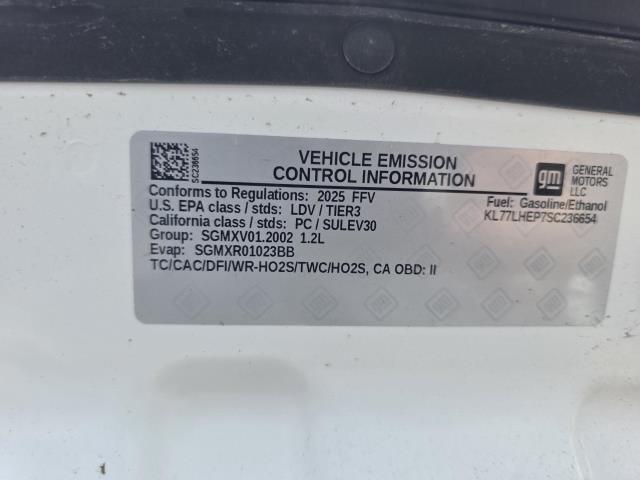 SC236654
VEHICLE EMISSION
CONTROL INFORMATION
gm
GENERAL
MOTORS
LLC
Conforms to Regulations: 2025 FFV
Fuel: Gasoline/Ethanol
U.S. EPA class / stds: LDV / TIER3
KL77LHEP7SC236654
California class / stds: PC / SULEV30
Group: SGMXV01.2002 1.2L
Evap: SGMXR01023BB
TC/CAC/DFI/WR-HO2S/TWC/HO2S, CA OBD: II